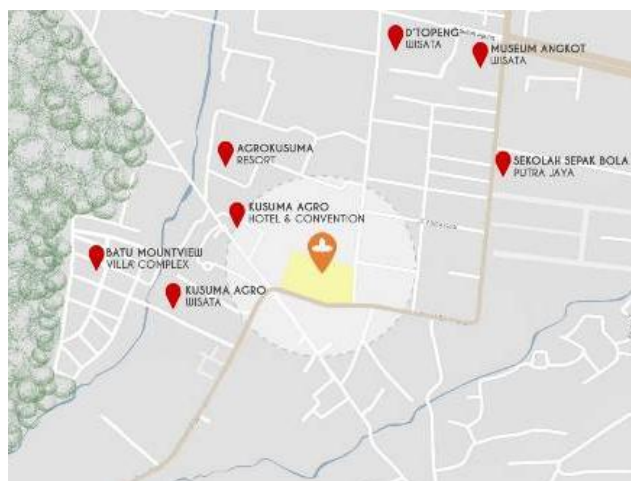 D'TOPENG
WISATA
MUSEUM ANGKOT
WISATA
AGROKUSUMA
RESORT
SEKOLAH SEPAK BOLA
PUTRA JAYA
KUSUMA AGRO
HOTEL & CONVENTION
BATU MOUNTVIEW
VILLA COMPLEX
KUSUMA AGRO
WISATA